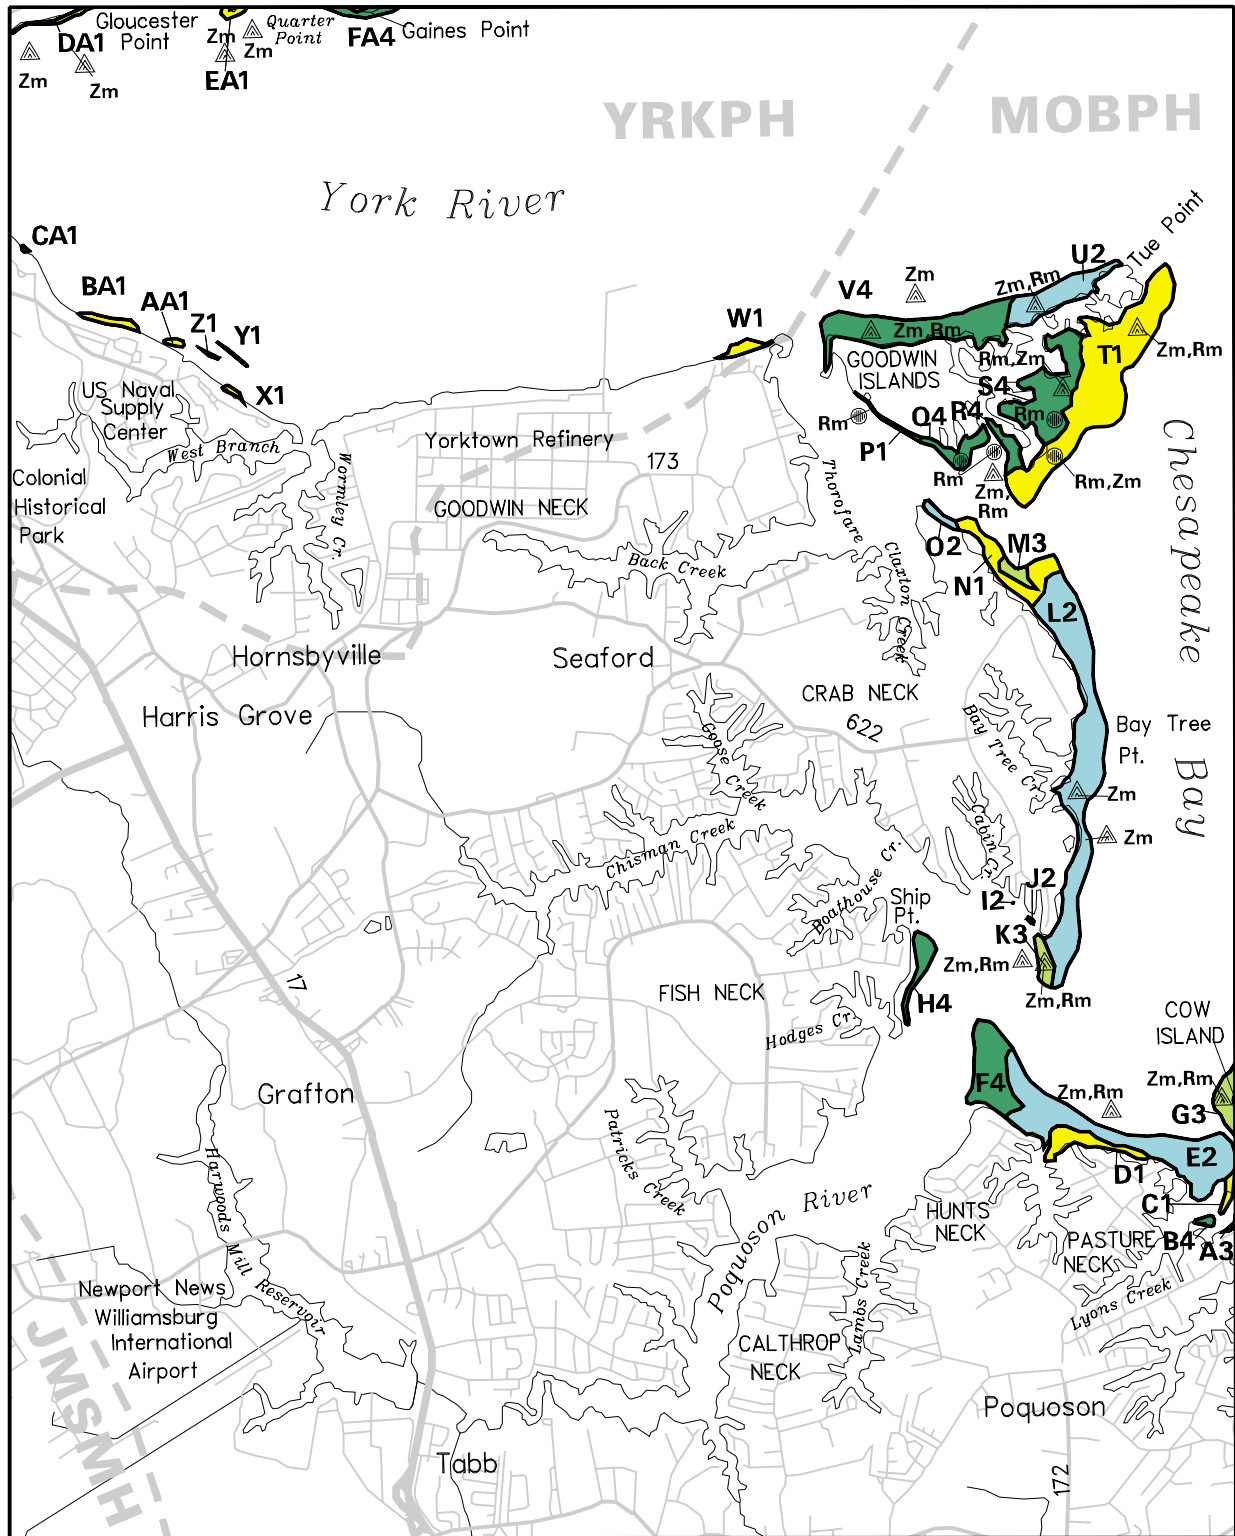 Gloucester
Point
DA1
Zm
Zm
Quarter
Point
Zm
Zm
EA1
FA4
Gaines Point
YRKPH
MOBPH
York River
CA1
BA1
AA1
Z1
Y1
X1
W1
V4
Zm
Zm,Rm
U2
Tue Point
Zm,Rm
Zm,Rm
T1
Rm,Zm
S4
GOODWIN
ISLANDS
Rm
Rm
Q4
R4
P1
Rm
Zm,
Rm
Rm,Zm
US Naval
Supply
Center
West Branch
Wormley Cr.
Colonial
Historical
Park
Yorktown Refinery
173
GOODWIN NECK
Thorofare
Back Creek
Claxton
Creek
Chesapeake
Bay
O2
M3
N1
L2
Hornsbyville
Seaford
CRAB NECK
622
Harris Grove
Goose Creek
Bay Tree Cr.
Bay Tree
Pt.
Zm
Zm
Chisman Creek
Cabin Cr.
Boathouse Cr.
Ship
Pt.
J2
I2
K3
Zm,Rm
Zm,Rm
17
FISH NECK
H4
Hodges Cr.
COW
ISLAND
Zm,Rm
G3
F4
Zm,Rm
Grafton
E2
D1
C1
B4
A3
Patricks Creek
Harwoods Mill Reservoir
Poquoson River
HUNTS
NECK
PASTURE
NECK
Lyons Creek
Lambs Creek
Newport News
Williamsburg
International
Airport
JMSMH
CALTHROP
NECK
Poquoson
Tabb
172